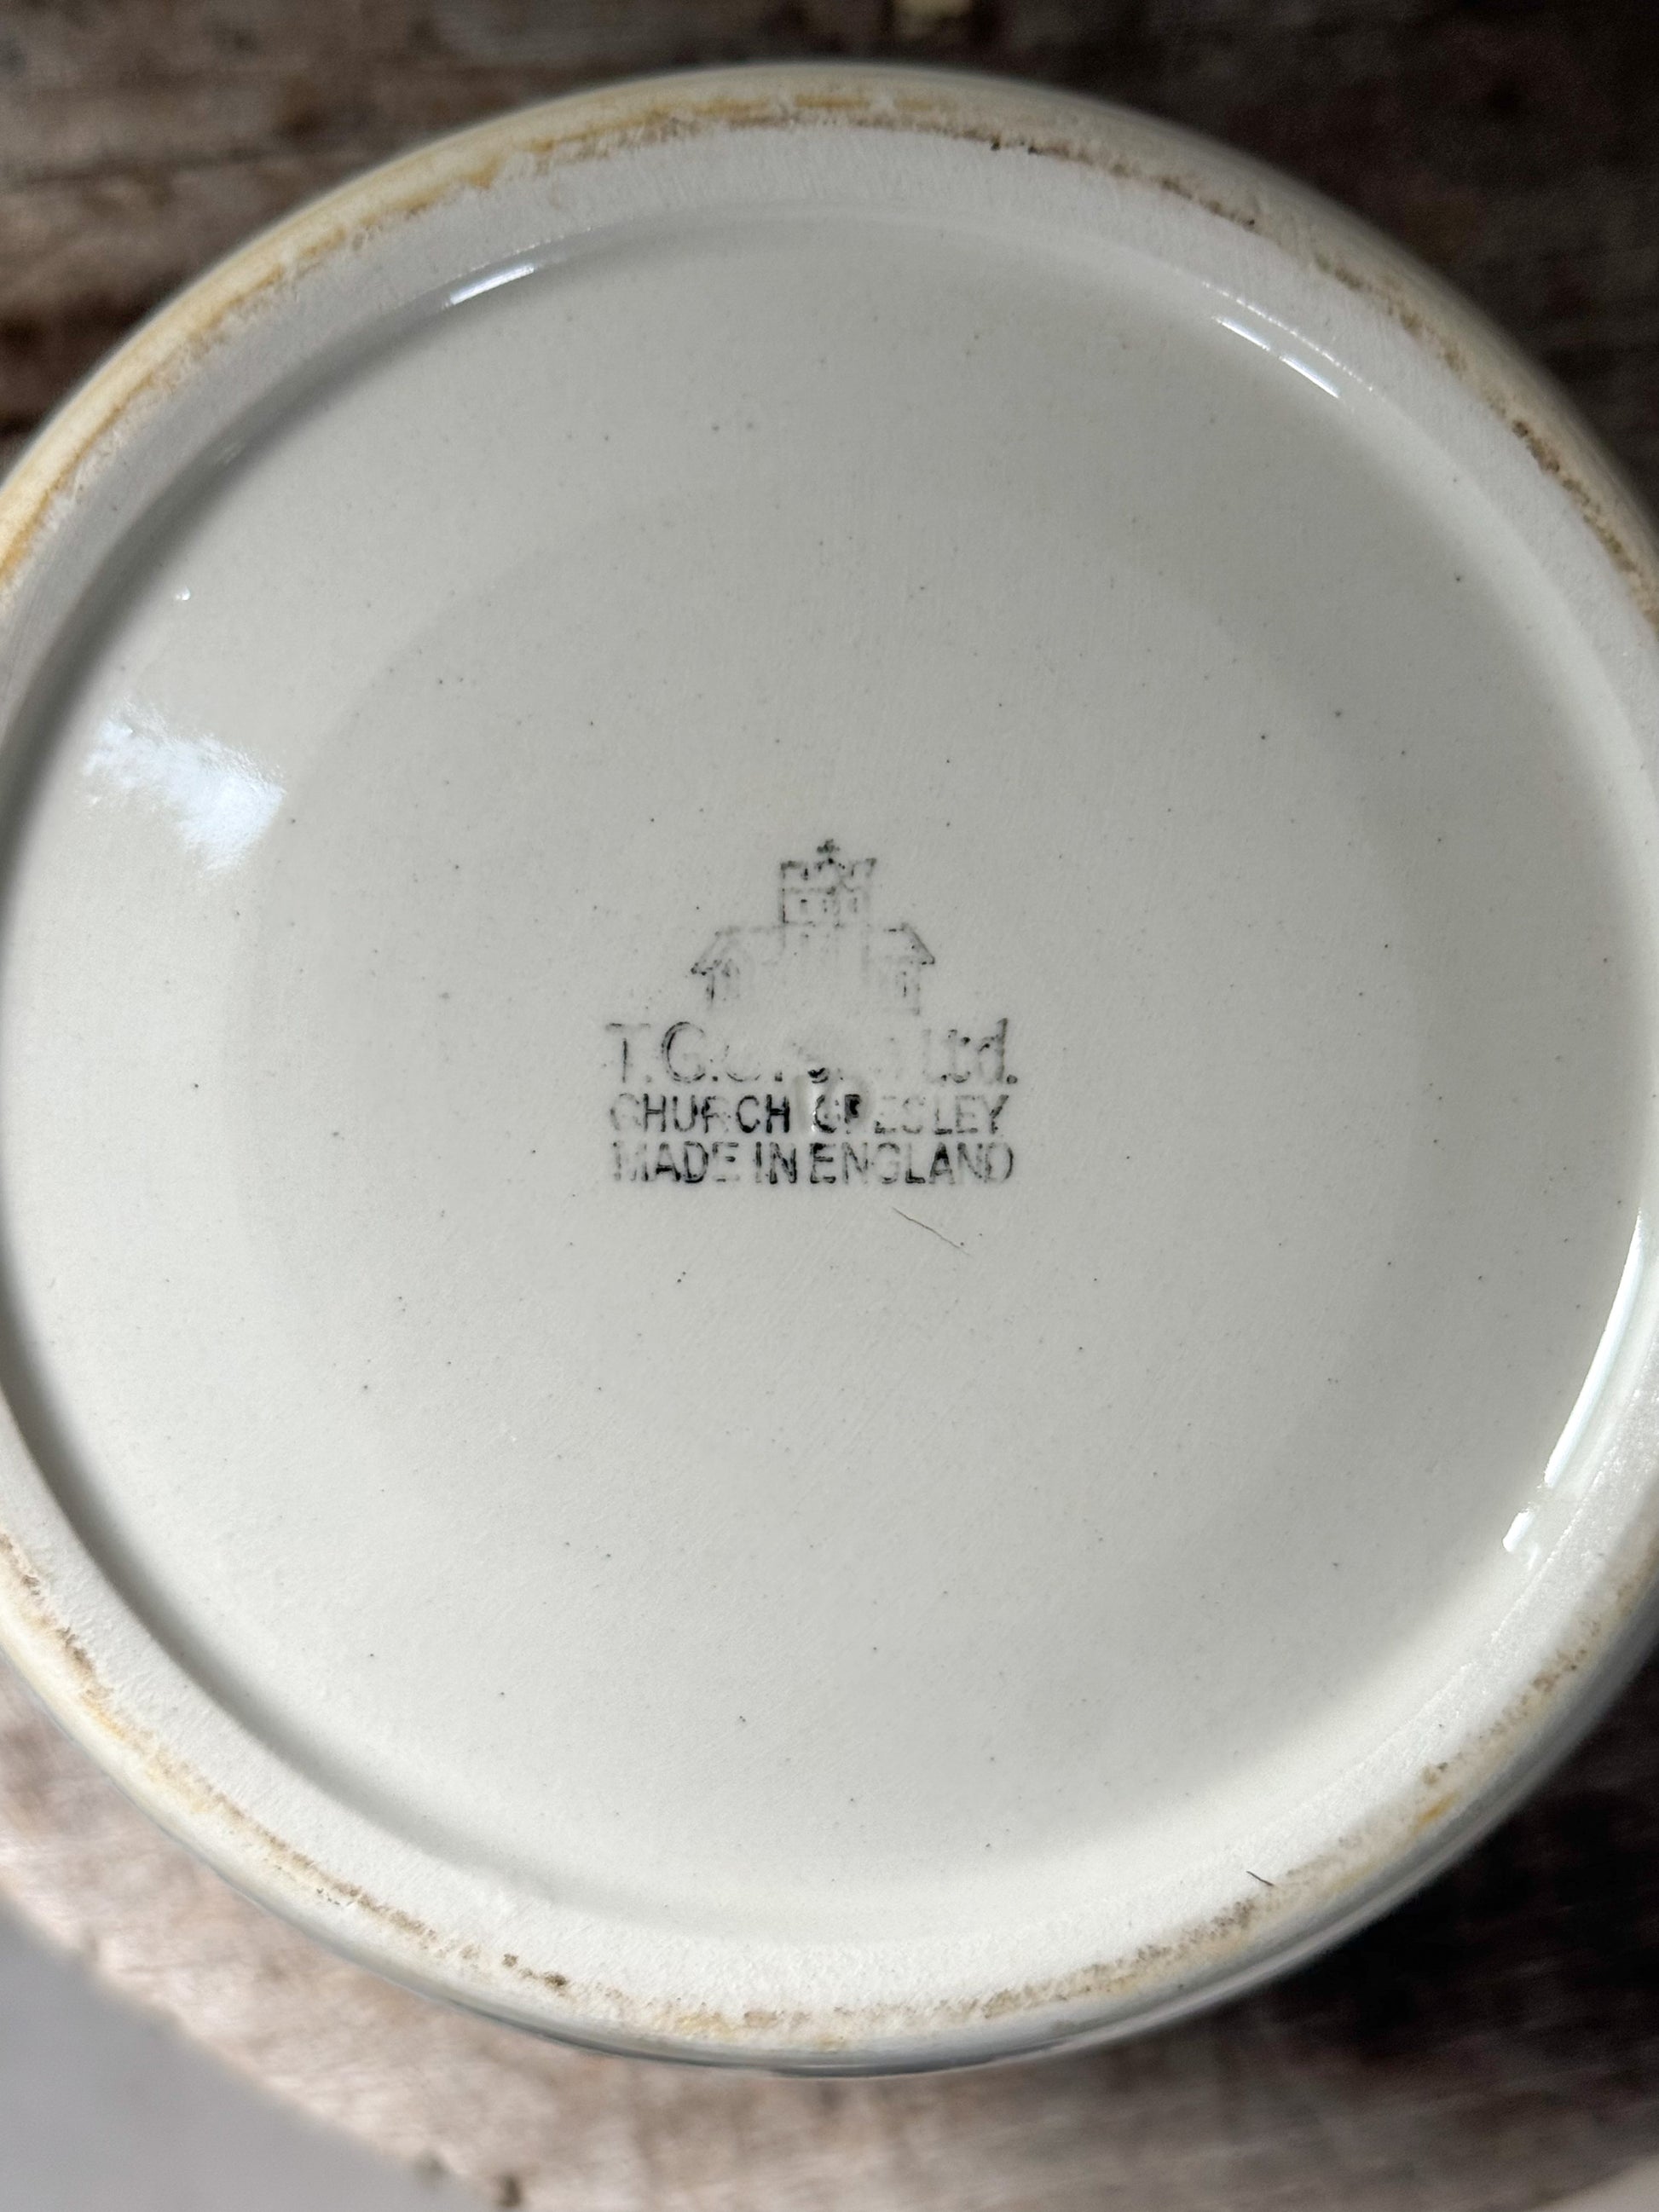 T.G. Ltd.
CHURCH GRESLEY
MADE IN ENGLAND